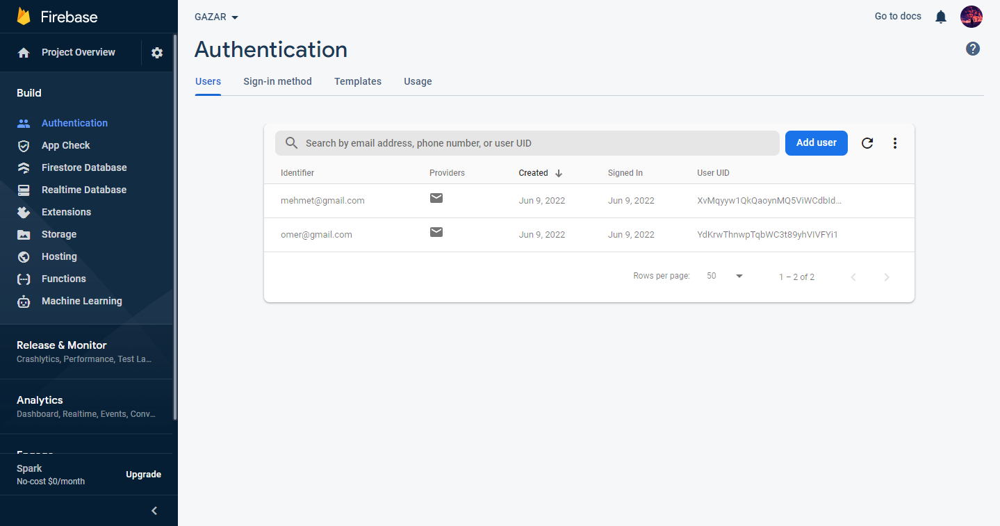 Firebase
Project Overview
Build
Authentication
App Check
Firestore Database
Realtime Database
Extensions
Storage
Hosting
Functions
Machine Learning
Release & Monitor
Crashlytics, Performance, Test La...
Analytics
Dashboard, Realtime, Events, Conv...
Engage
Spark
No-cost $0/month
Upgrade
GAZAR
Go to docs
Authentication
Users Sign-in method Templates Usage
Search by email address, phone number, or user UID
Add user
Identifier Providers Created Signed In User UID
mehmet@gmail.com Jun 9, 2022 Jun 9, 2022 XvMqyyw1QkQaoynMQ5ViWCdbId...
omer@gmail.com Jun 9, 2022 Jun 9, 2022 YdKrwThnwpTqbWC3t89yhVIVFYi1
Rows per page: 50 1 – 2 of 2